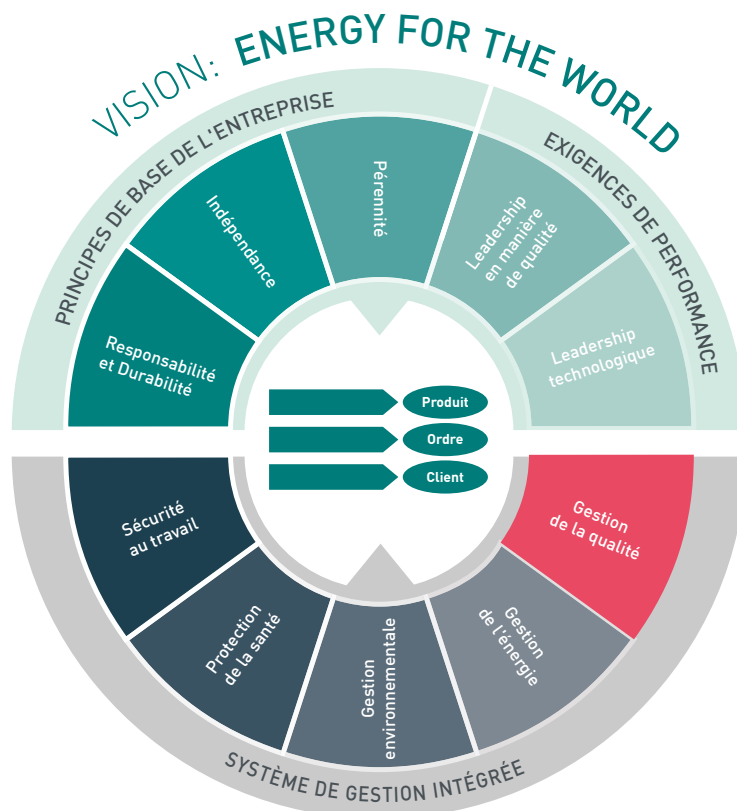 VISION: ENERGY FOR THE WORLD
PRINCIPES DE BASE DE L'ENTREPRISE
EXIGENCES DE PERFORMANCE
Responsabilité
et Durabilité
Indépendance
Pérennité
Leadership
en manière
de qualité
Leadership
technologique
Produit
Ordre
Client
Sécurité
au travail
Protection
de la santé
Gestion
environnementale
Gestion
de l'énergie
Gestion
de la qualité
SYSTÈME DE GESTION INTÉGRÉE